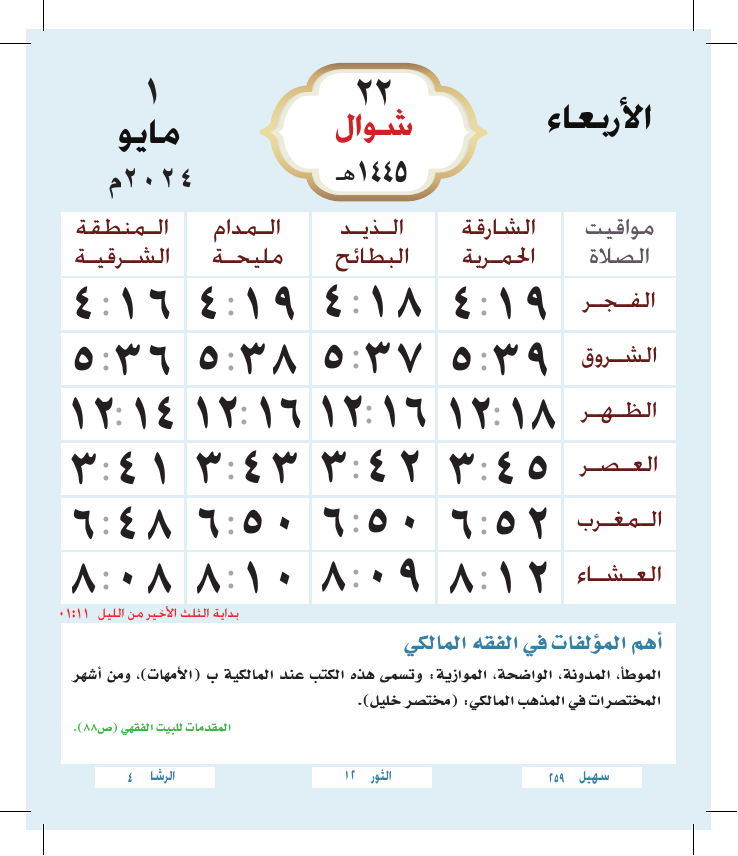 الأربعاء
٢٢
شوال
١٤٤٥هـ
١
مايو
٢٠٢٤م
مواقيت الصلاة | الشارقة الحمرية | الذيد البطائح | المدام مليحة | المنطقة الشرقية
الفجر ٤:١٩ ٤:١٨ ٤:١٩ ٤:١٦
الشروق ٥:٣٩ ٥:٣٧ ٥:٣٨ ٥:٣٦
الظهر ١٢:١٨ ١٢:١٦ ١٢:١٦ ١٢:١٤
العصر ٣:٤٥ ٣:٤٢ ٣:٤٣ ٣:٤١
المغرب ٦:٥٢ ٦:٥٠ ٦:٥٠ ٦:٤٨
العشاء ٨:١٢ ٨:٠٩ ٨:١٠ ٨:٠٨
بداية الثلث الأخير من الليل ٠١:١١
أهم المؤلفات في الفقه المالكي
الموطأ، المدونة، الواضحة، الموازية: وتسمى هذه الكتب عند المالكية ب (الأمهات)، ومن أشهر
المختصرات في المذهب المالكي: (مختصر خليل).
المقدمات للبيت الفقهي (ص٨٨).
سهيل ٢٥٩
الثور ١٢
الرشا ٤